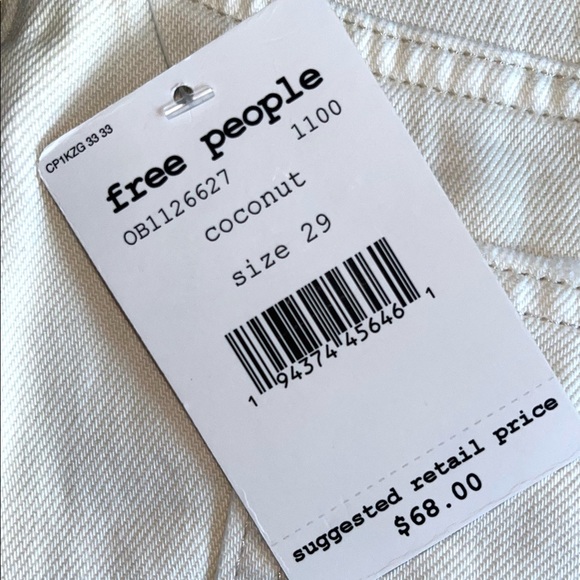 CP1KZG 33 33
free people
OB1126627 1100
coconut
size 29
1 94374 45646 1
suggested retail price
$68.00